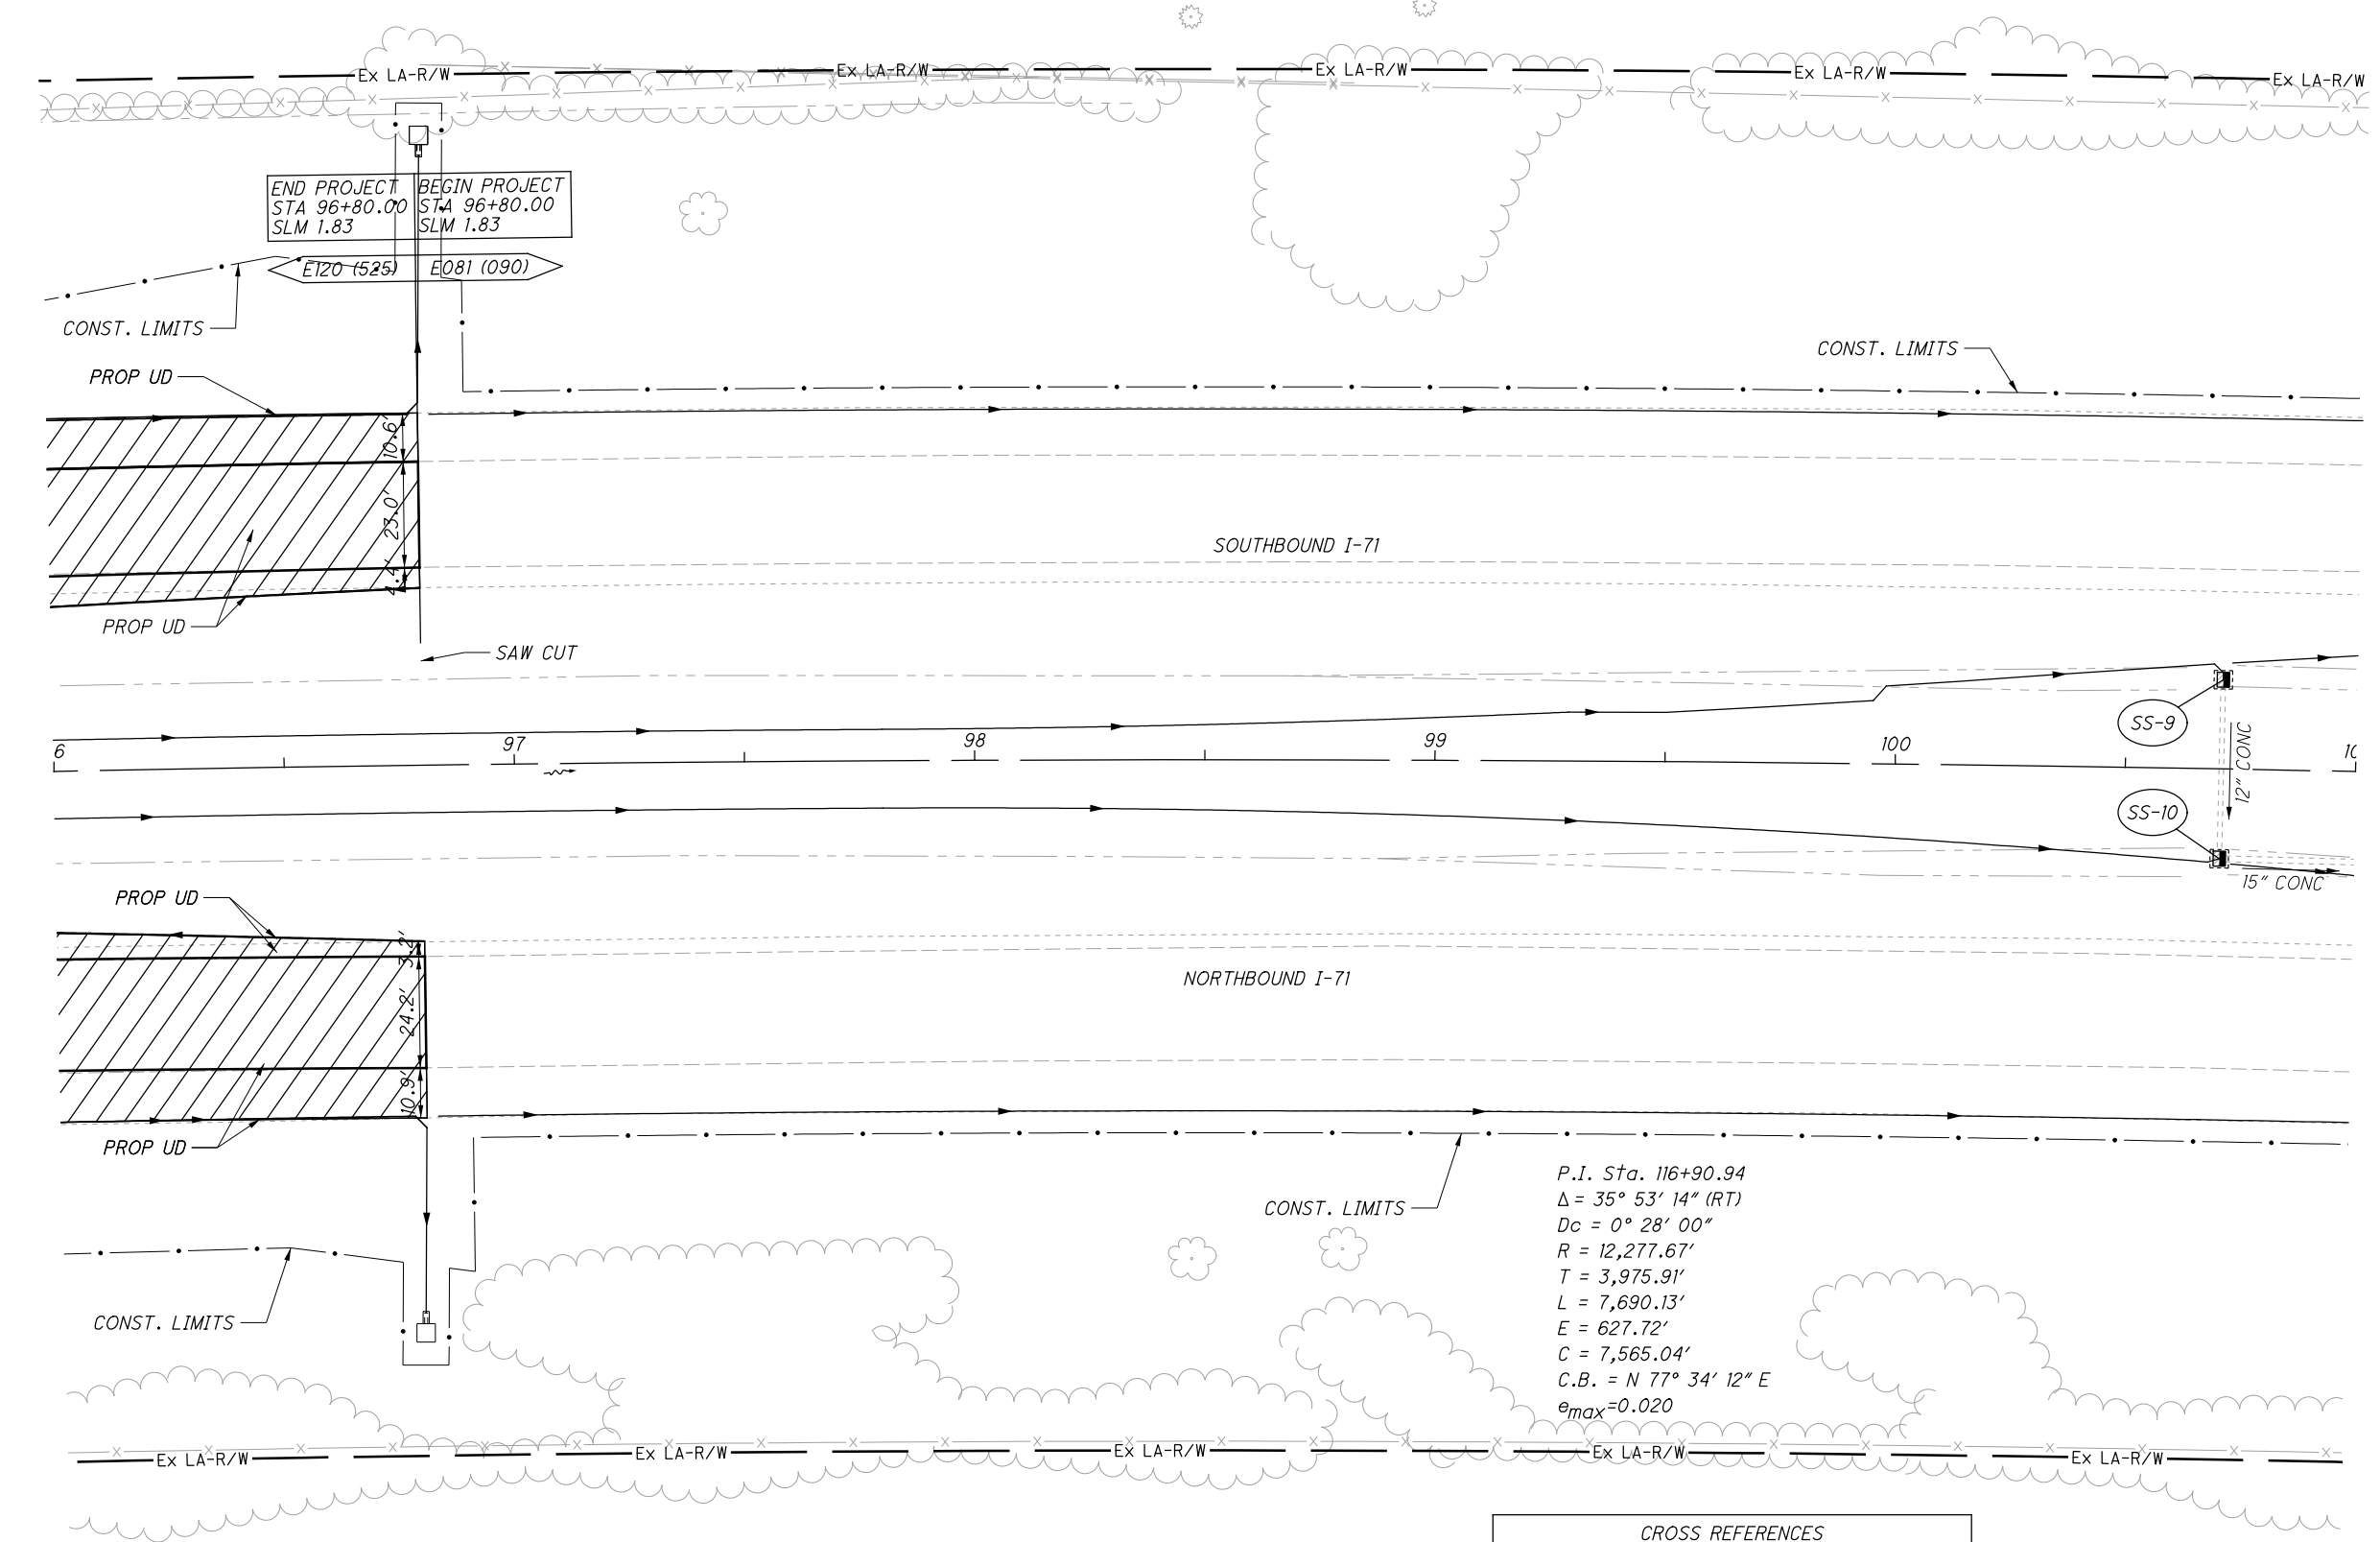 Ex LA-R/W
Ex LA-R/W
Ex LA-R/W
Ex LA-R/W
Ex LA-R/W
END PROJECT
STA 96+80.00
SLM 1.83
BEGIN PROJECT
STA 96+80.00
SLM 1.83
E120 (525)
E081 (090)
CONST. LIMITS
CONST. LIMITS
PROP UD
10.6'
23.0'
4.4'
SOUTHBOUND I-71
PROP UD
SAW CUT
SS-9
6
97
98
99
100
10
12" CONC
SS-10
15" CONC
PROP UD
3.2'
24.2'
10.9'
NORTHBOUND I-71
PROP UD
CONST. LIMITS
P.I. Sta. 116+90.94
Δ = 35° 53' 14" (RT)
Dc = 0° 28' 00"
R = 12,277.67'
T = 3,975.91'
L = 7,690.13'
E = 627.72'
C = 7,565.04'
C.B. = N 77° 34' 12" E
emax=0.020
CONST. LIMITS
Ex LA-R/W
Ex LA-R/W
Ex LA-R/W
Ex LA-R/W
Ex LA-R/W
CROSS REFERENCES